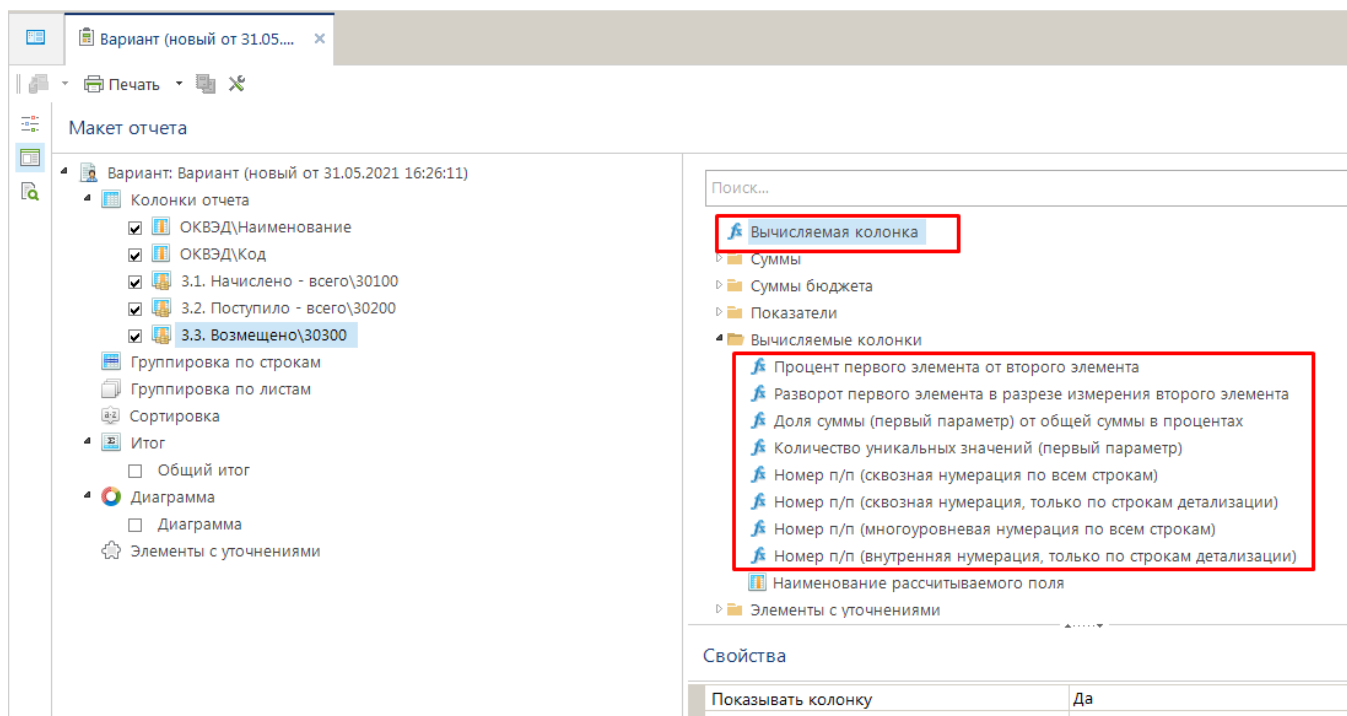 Вариант (новый от 31.05....
Печать
Макет отчета
Вариант: Вариант (новый от 31.05.2021 16:26:11)
Колонки отчета
ОКВЭД\Наименование
ОКВЭД\Код
3.1. Начислено - всего\30100
3.2. Поступило - всего\30200
3.3. Возмещено\30300
Группировка по строкам
Группировка по листам
Сортировка
Итог
Общий итог
Диаграмма
Диаграмма
Элементы с уточнениями
Поиск...
Вычисляемая колонка
Суммы
Суммы бюджета
Показатели
Вычисляемые колонки
Процент первого элемента от второго элемента
Разворот первого элемента в разрезе измерения второго элемента
Доля суммы (первый параметр) от общей суммы в процентах
Количество уникальных значений (первый параметр)
Номер п/п (сквозная нумерация по всем строкам)
Номер п/п (сквозная нумерация, только по строкам детализации)
Номер п/п (многоуровневая нумерация по всем строкам)
Номер п/п (внутренняя нумерация, только по строкам детализации)
Наименование рассчитываемого поля
Элементы с уточнениями
Свойства
Показывать колонку Да